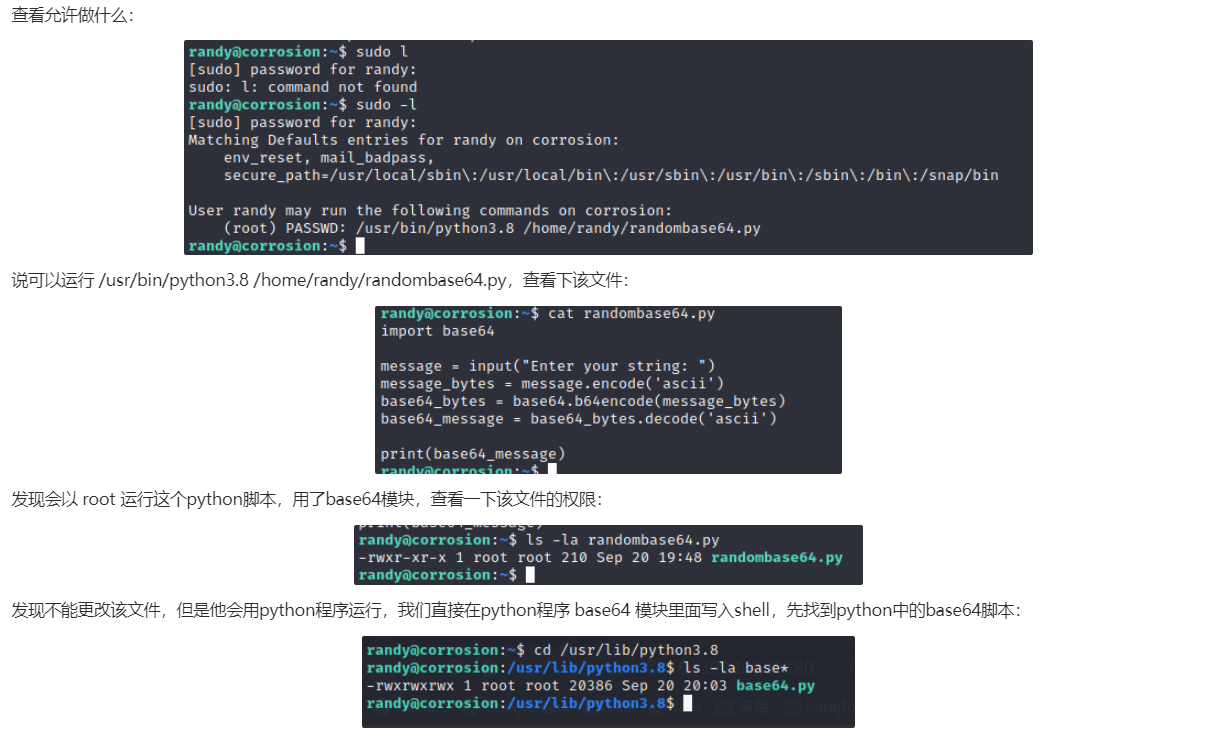 查看允许做什么：
randy@corrosion:~$ sudo l
[sudo] password for randy:
sudo: l: command not found
randy@corrosion:~$ sudo -l
[sudo] password for randy:
Matching Defaults entries for randy on corrosion:
    env_reset, mail_badpass,
    secure_path=/usr/local/sbin\:/usr/local/bin\:/usr/sbin\:/usr/bin\:/sbin\:/bin\:/snap/bin
User randy may run the following commands on corrosion:
    (root) PASSWD: /usr/bin/python3.8 /home/randy/randombase64.py
randy@corrosion:~$
说可以运行 /usr/bin/python3.8 /home/randy/randombase64.py，查看下该文件：
randy@corrosion:~$ cat randombase64.py
import base64
message = input("Enter your string: ")
message_bytes = message.encode('ascii')
base64_bytes = base64.b64encode(message_bytes)
base64_message = base64_bytes.decode('ascii')
print(base64_message)
randy@corrosion:~$
发现会以 root 运行这个python脚本，用了base64模块，查看一下该文件的权限：
print(base64_message)
randy@corrosion:~$ ls -la randombase64.py
-rwxr-xr-x 1 root root 210 Sep 20 19:48 randombase64.py
randy@corrosion:~$
发现不能更改该文件，但是他会用python程序运行，我们直接在python程序 base64 模块里面写入shell，先找到python中的base64脚本：
randy@corrosion:~$ cd /usr/lib/python3.8
randy@corrosion:/usr/lib/python3.8$ ls -la base*
-rwxrwxrwx 1 root root 20386 Sep 20 20:03 base64.py
randy@corrosion:/usr/lib/python3.8$